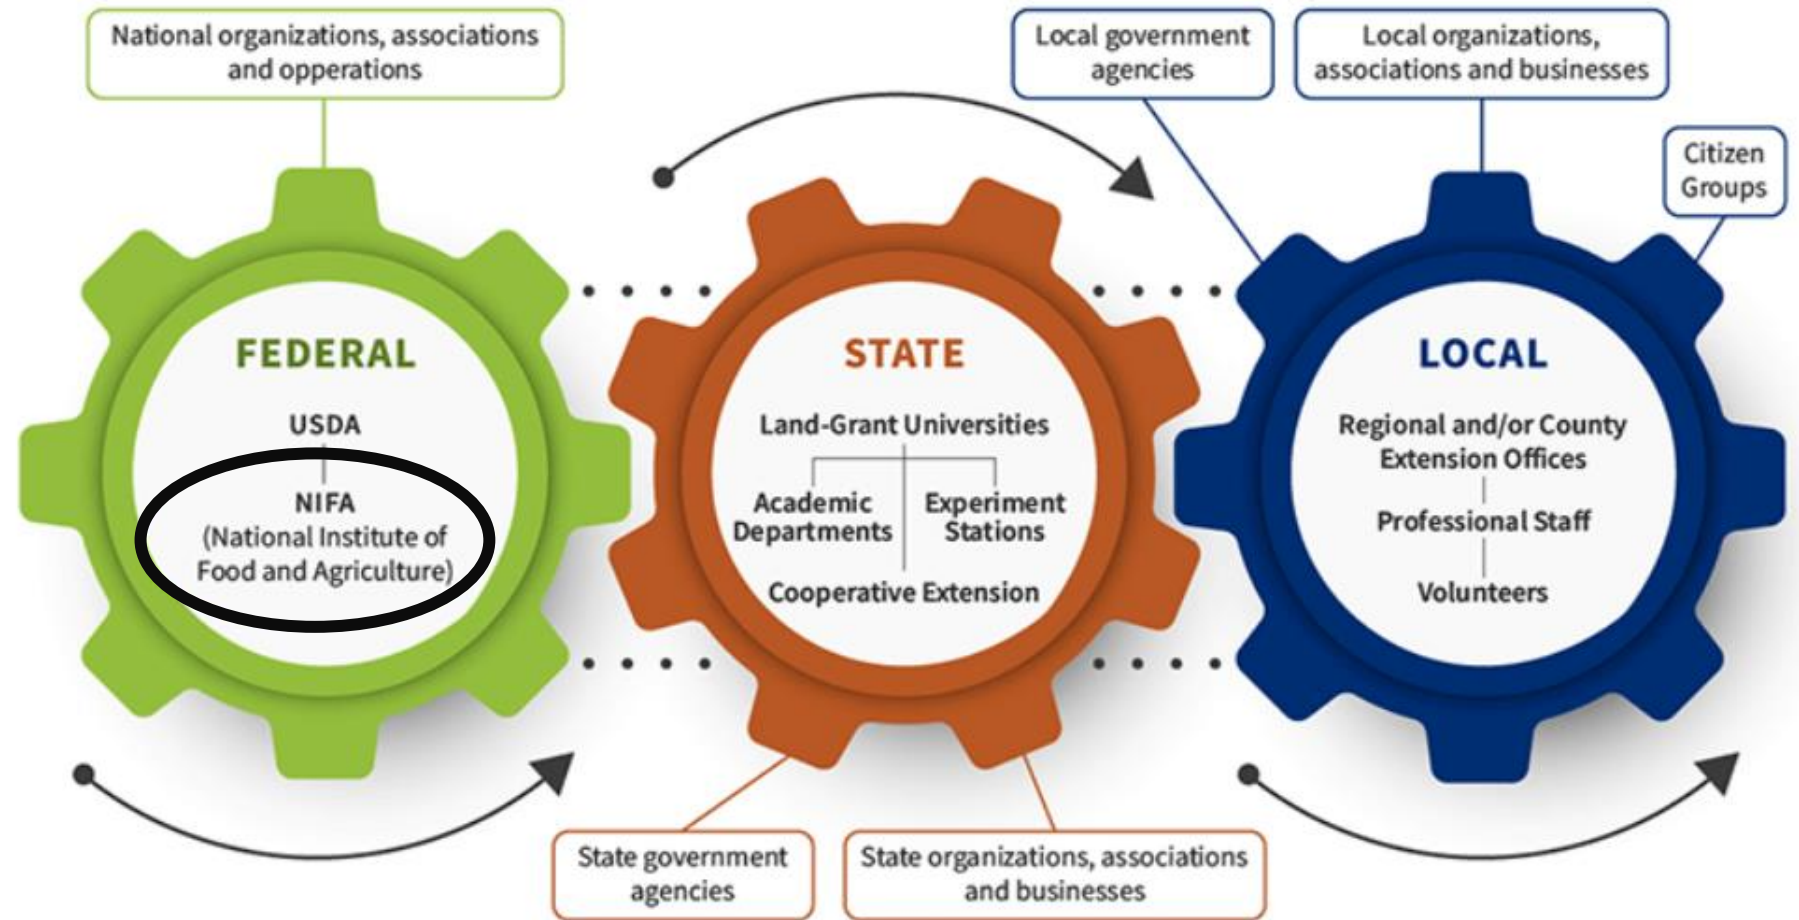 National organizations, associations
and opperations
Local government
agencies
Local organizations,
associations and businesses
Citizen
Groups
FEDERAL
USDA
NIFA
(National Institute of
Food and Agriculture)
STATE
Land-Grant Universities
Academic
Departments
Experiment
Stations
Cooperative Extension
LOCAL
Regional and/or County
Extension Offices
Professional Staff
Volunteers
State government
agencies
State organizations, associations
and businesses